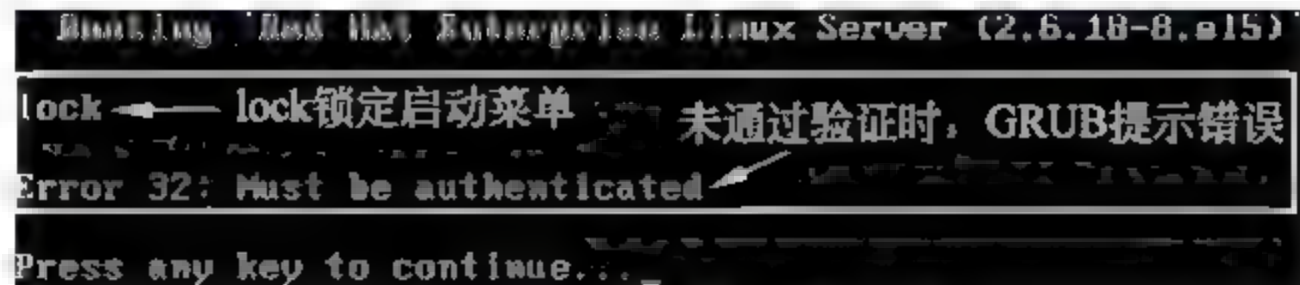 Booting 'Red Hat Enterprise Linux Server (2.6.18-8.el5)
lock lock锁定启动菜单
未通过验证时，GRUB提示错误
Error 32: Must be authenticated
Press any key to continue..._